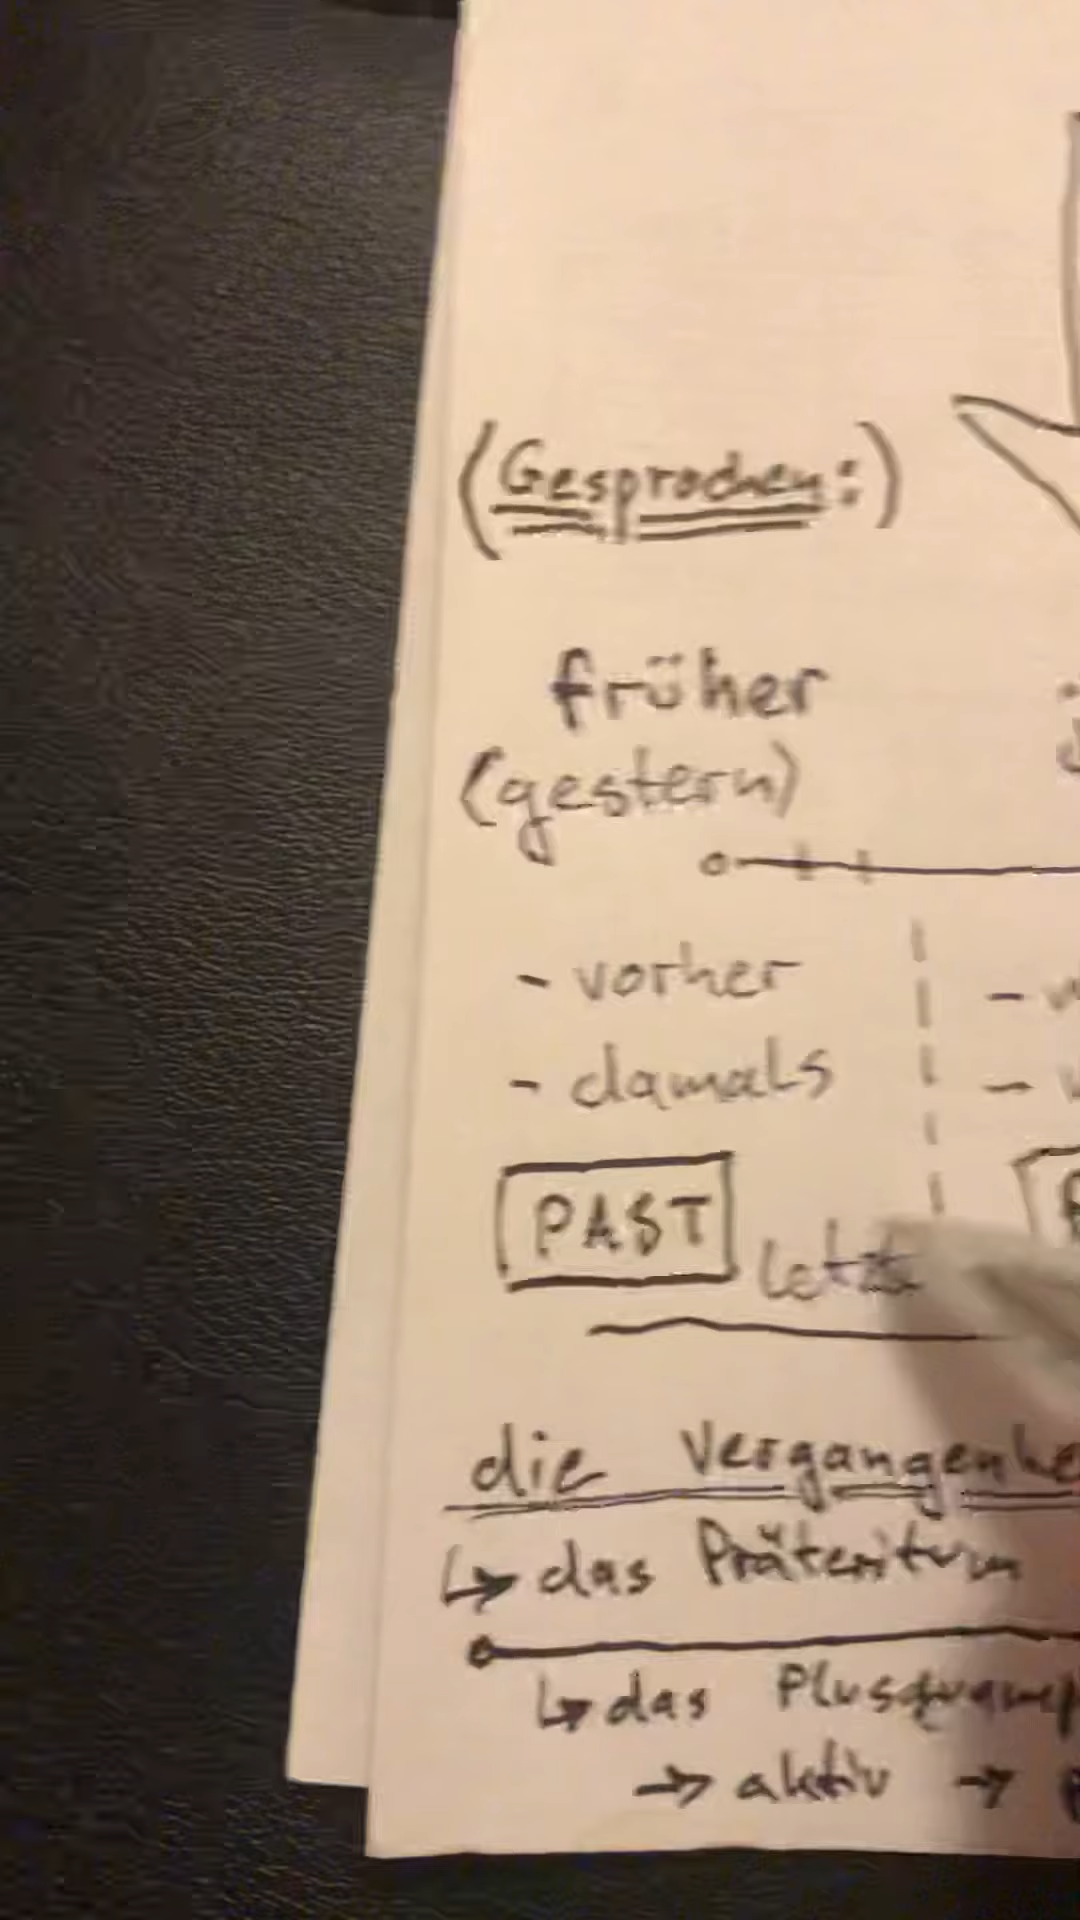 (Gesprochen:)
früher
(gestern)
- vorher
- damals
PAST
die
↳ das Präteritum
↳ das
→ aktiv →